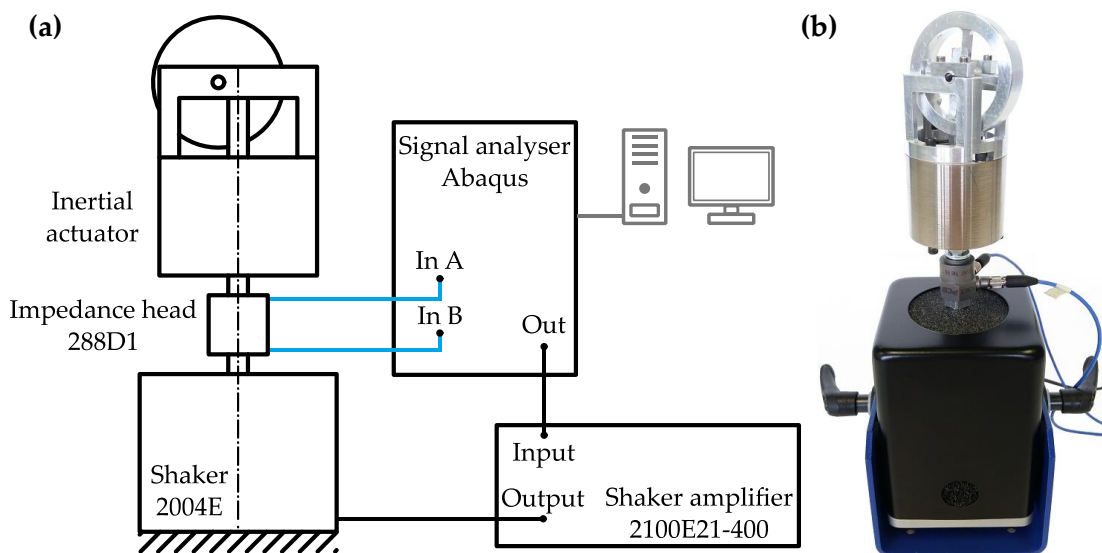 (a)
(b)
Signal analyser
Abaqus
Inertial
actuator
In A
Impedance head
288D1
In B
Out
Input
Shaker
2004E
Output
Shaker amplifier
2100E21-400